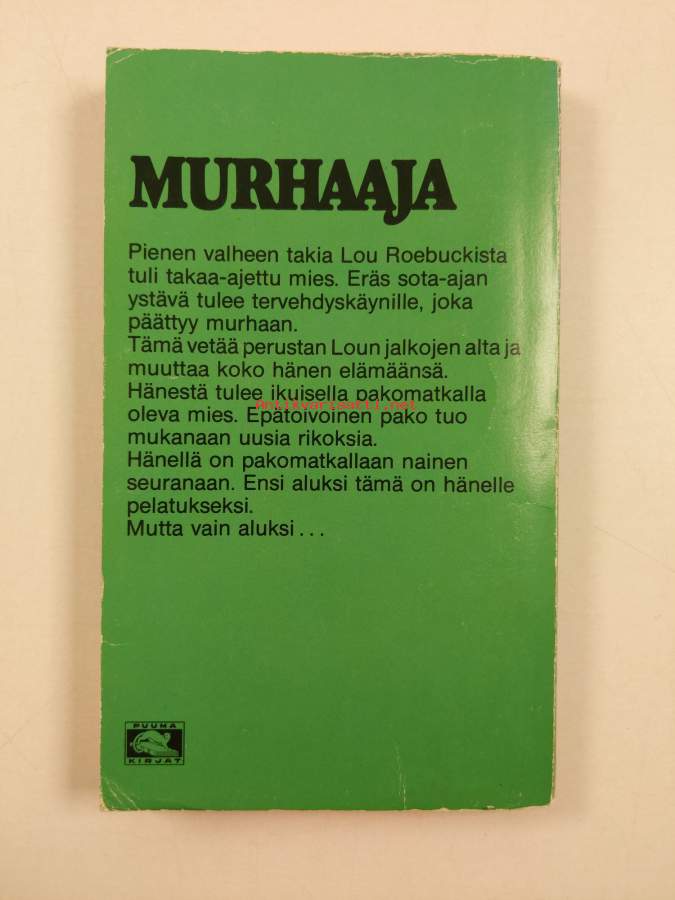 MURHAAJA
Pienen valheen takia Lou Roebuckista
tuli takaa-ajettu mies. Eräs sota-ajan
ystävä tulee tervehdyskäynille, joka
päättyy murhaan.
Tämä vetää perustan Loun jalkojen alta ja
muuttaa koko hänen elämäänsä.
Hänestä tulee ikuisella pakomatkalla
Antikvariaatti.net
oleva mies. Epätoivoinen pako tuo
mukanaan uusia rikoksia.
Hänellä on pakomatkallaan nainen
seuranaan. Ensi aluksi tämä on hänelle
pelatukseksi.
Mutta vain aluksi...
PUUMA
KIRJAT